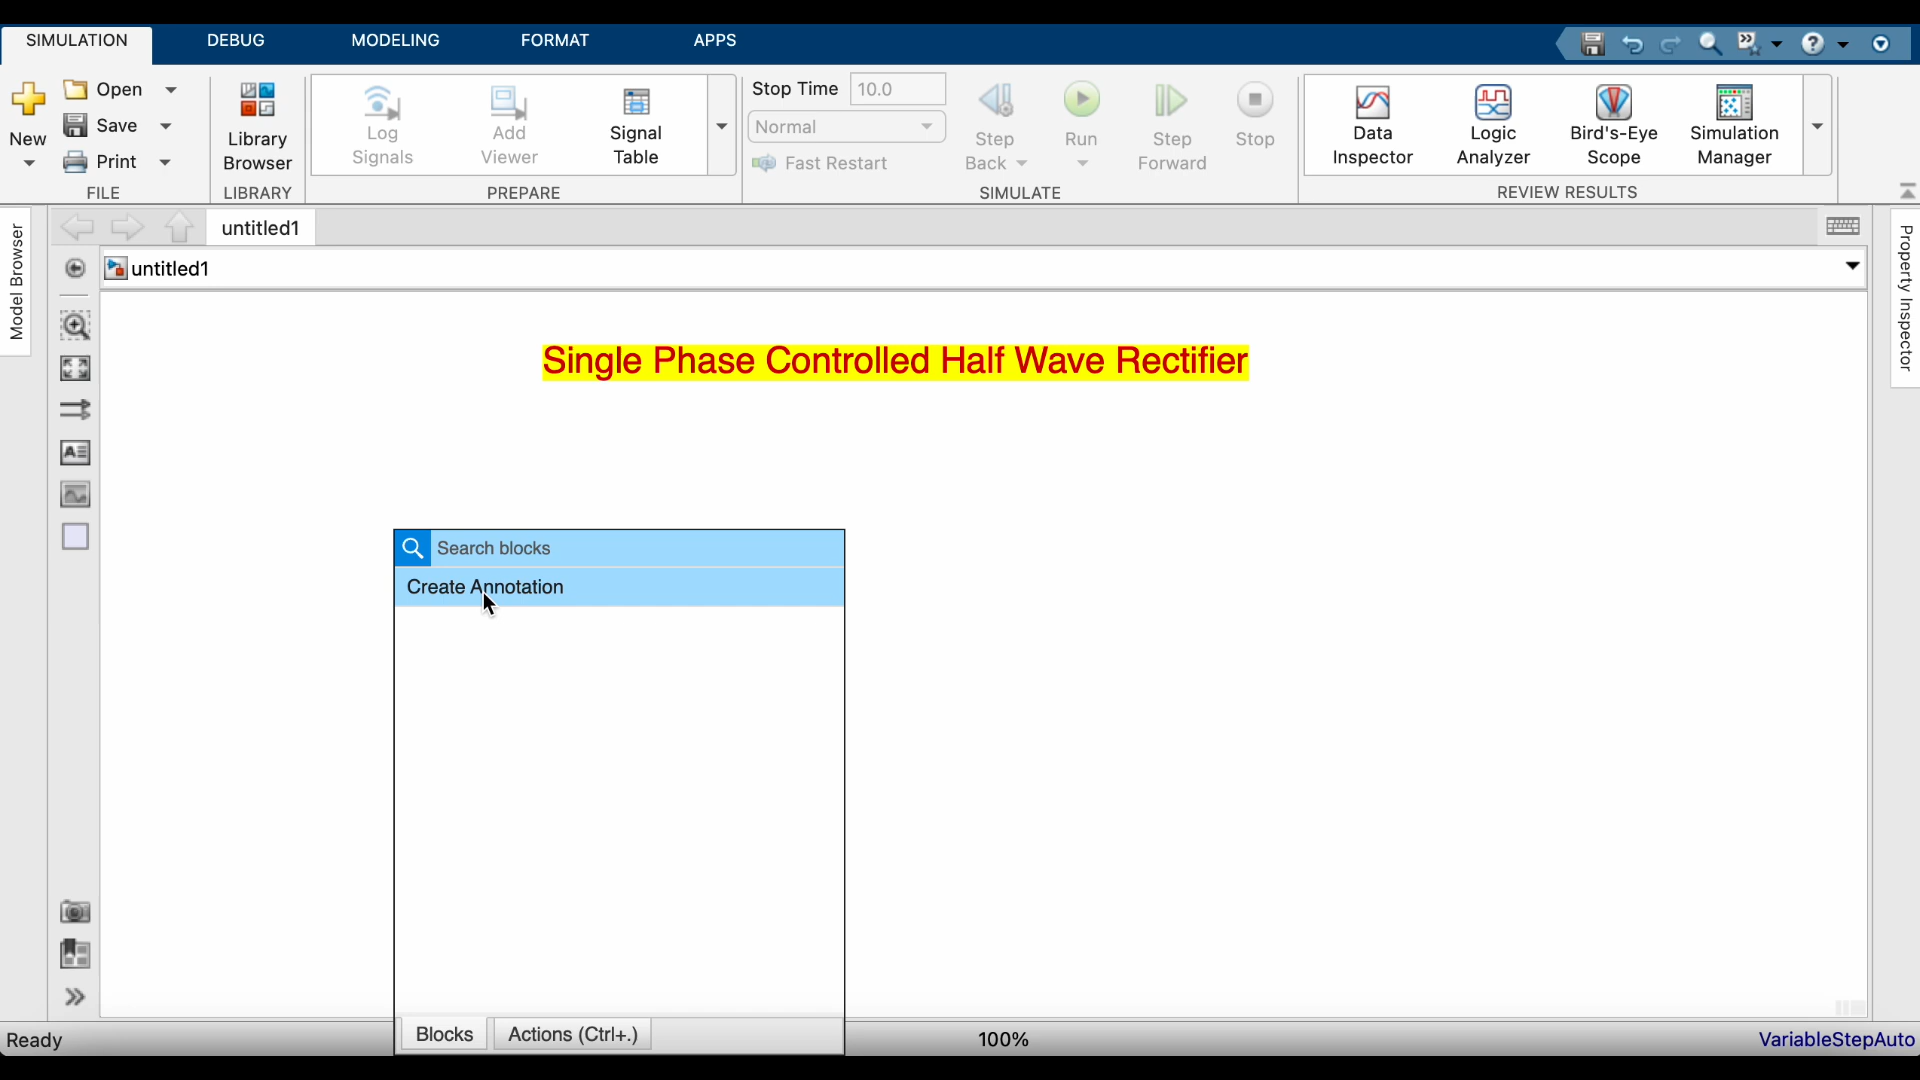 SIMULATION DEBUG MODELING FORMAT APPS
New
Open
Save
Print
FILE
Library
Browser
LIBRARY
Log
Signals
Add
Viewer
Signal
Table
PREPARE
Stop Time 10.0
Normal
Fast Restart
Step
Back
Run
Step
Forward
Stop
SIMULATE
Data
Inspector
Logic
Analyzer
Bird's-Eye
Scope
Simulation
Manager
REVIEW RESULTS
Model Browser
untitled1
untitled1
Property Inspector
Single Phase Controlled Half Wave Rectifier
Search blocks
Create Annotation
Blocks Actions (Ctrl+.)
Ready 100% VariableStepAuto